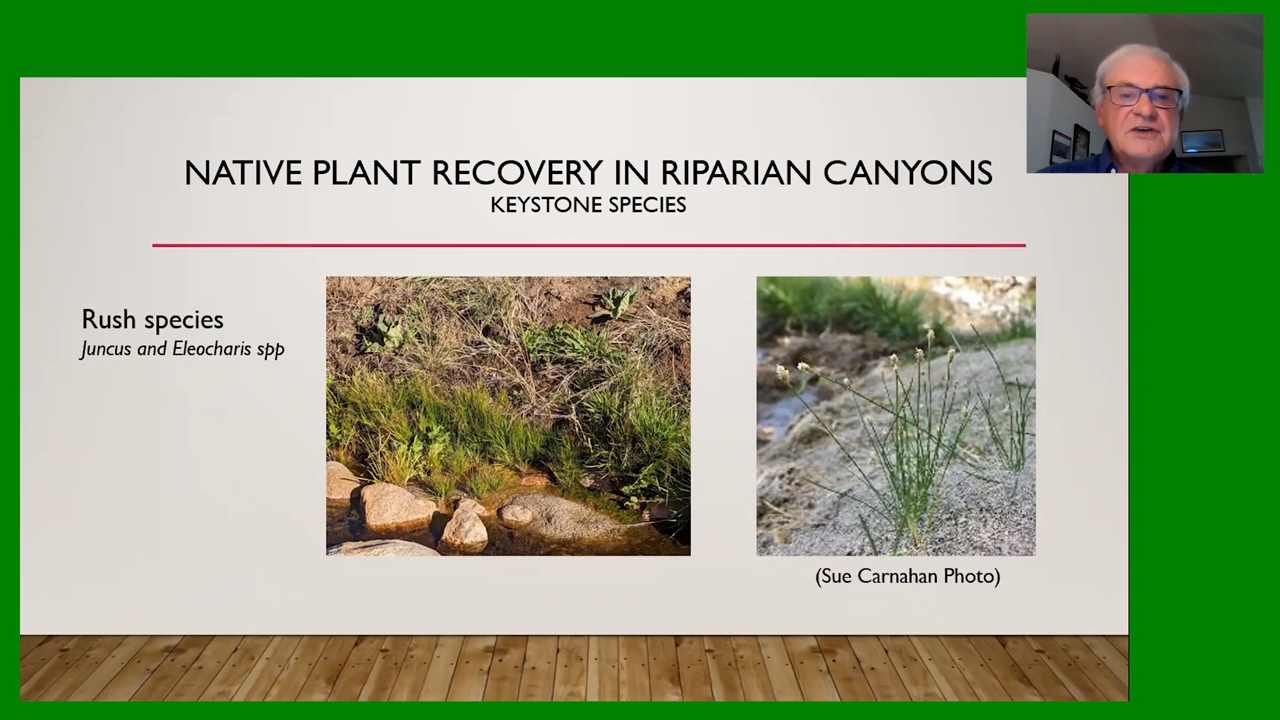 NATIVE PLANT RECOVERY IN RIPARIAN CANYONS
KEYSTONE SPECIES
Rush species
Juncus and Eleocharis spp
(Sue Carnahan Photo)